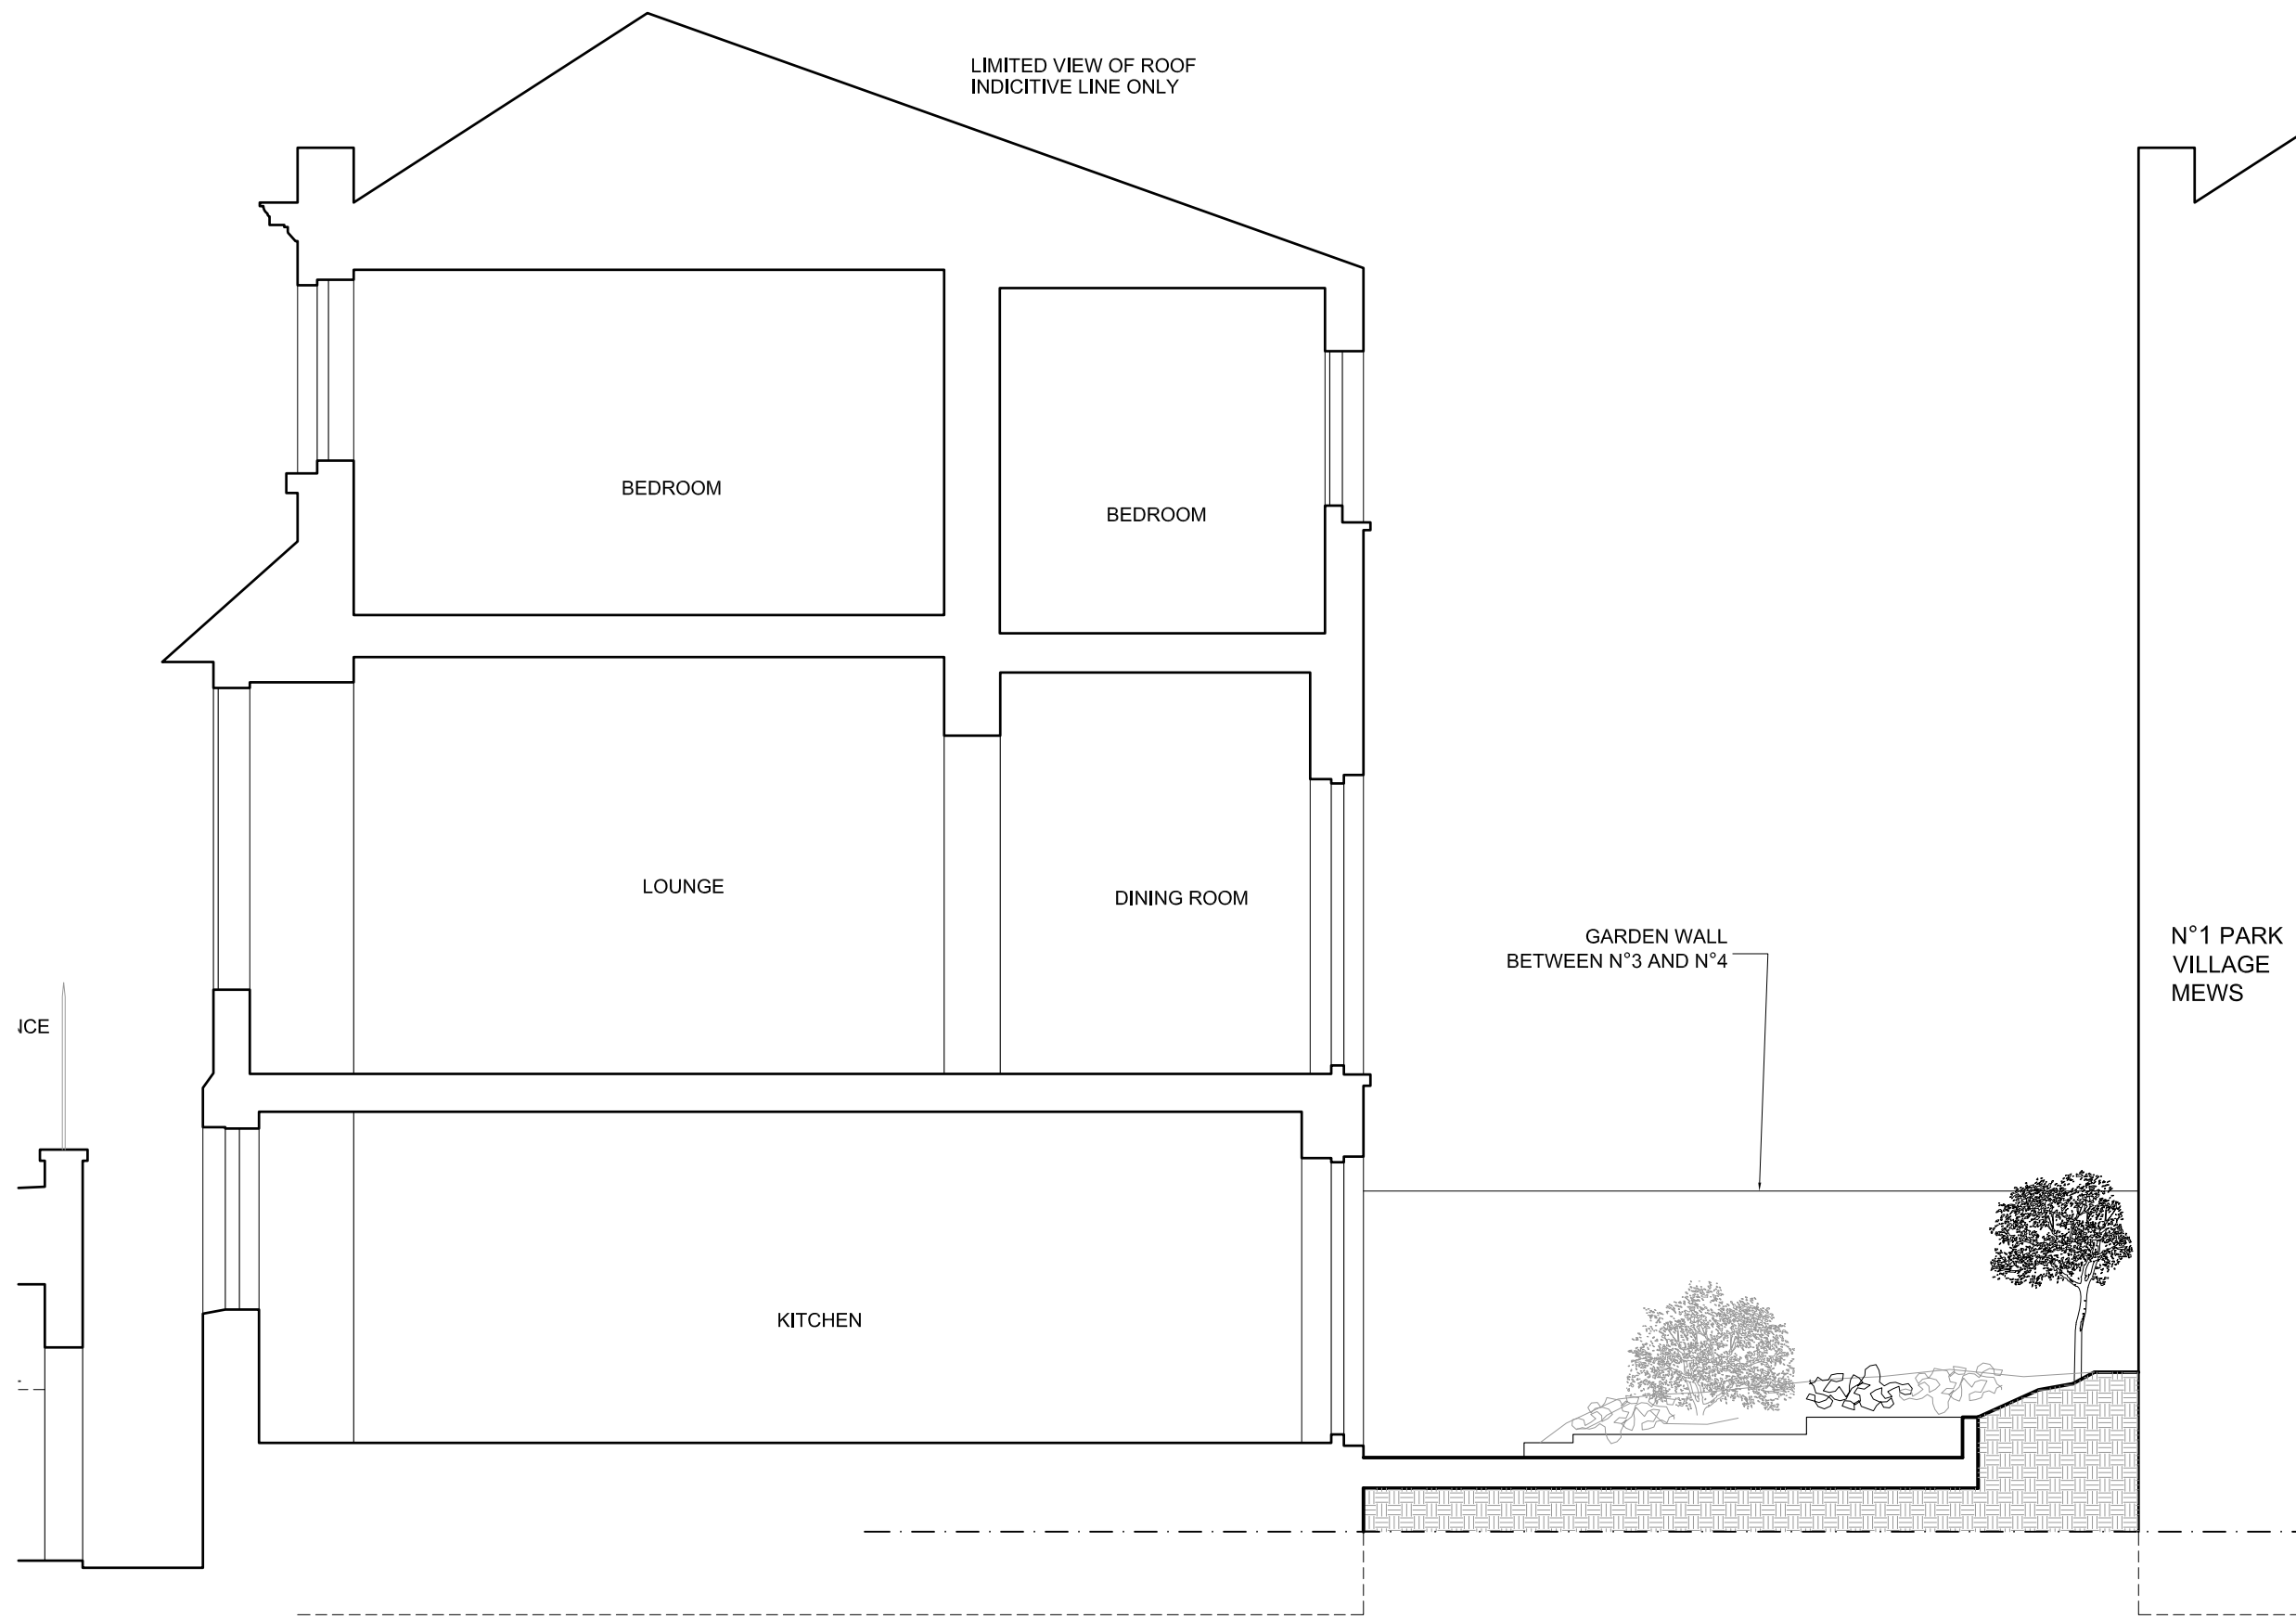 LIMITED VIEW OF ROOF
INDICITIVE LINE ONLY
BEDROOM
BEDROOM
LOUNGE
DINING ROOM
GARDEN WALL
BETWEEN N°3 AND N°4
N°1 PARK
VILLAGE
MEWS
KITCHEN